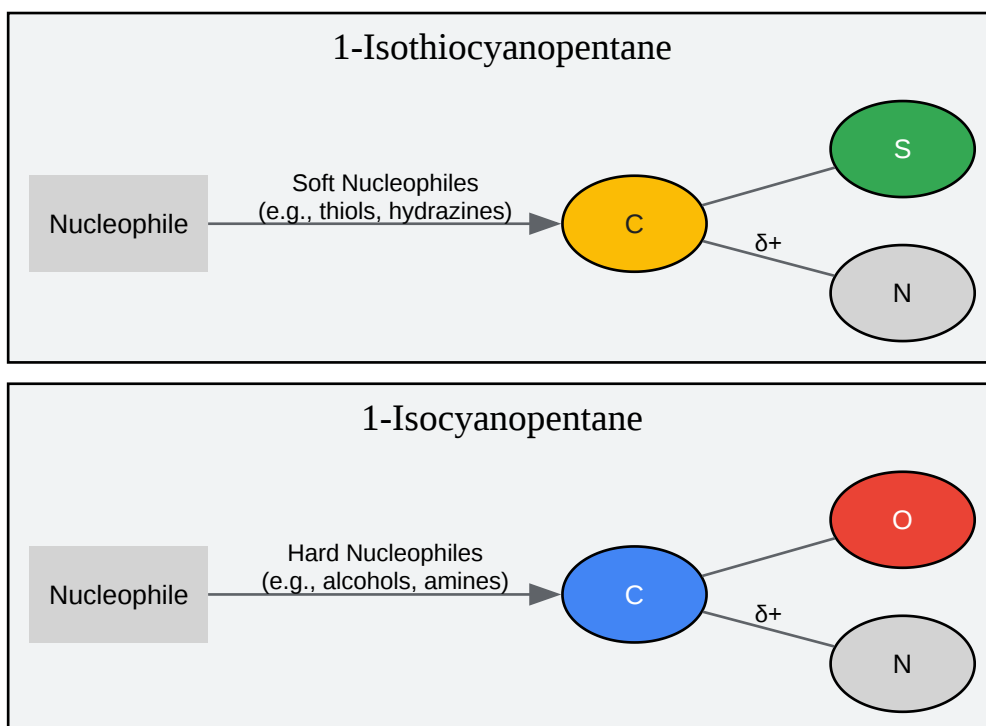 1-Isothiocyanopentane
S
Soft Nucleophiles
(e.g., thiols, hydrazines)
Nucleophile
C
δ+
N
1-Isocyanopentane
O
Hard Nucleophiles
(e.g., alcohols, amines)
Nucleophile
C
δ+
N